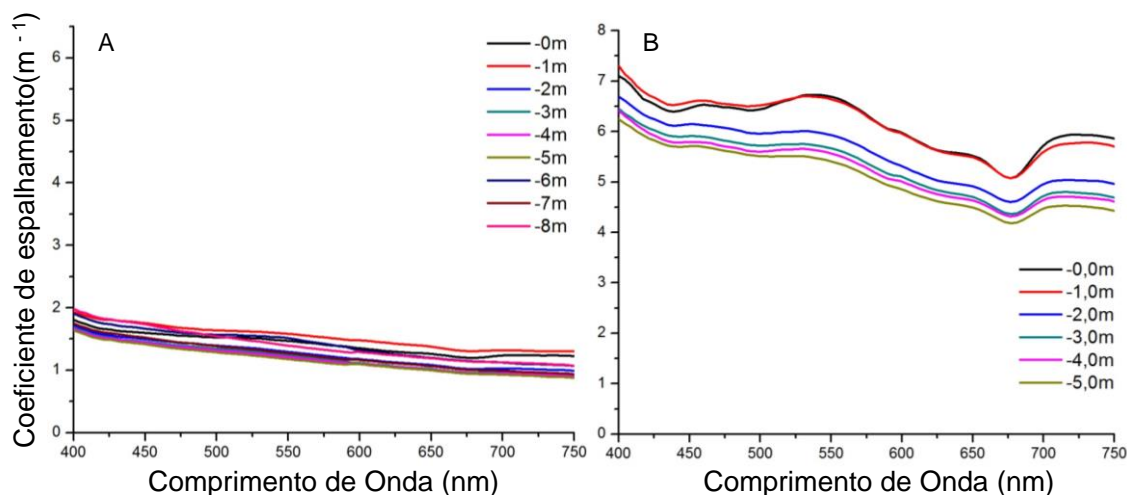 Coeficiente de espalhamento(m ⁻¹)
A
6
5
4
3
2
1
0
-0m
-1m
-2m
-3m
-4m
-5m
-6m
-7m
-8m
400 450 500 550 600 650 700 750
Comprimento de Onda (nm)
B
8
7
6
5
4
3
2
1
0
-0,0m
-1,0m
-2,0m
-3,0m
-4,0m
-5,0m
400 450 500 550 600 650 700 750
Comprimento de Onda (nm)